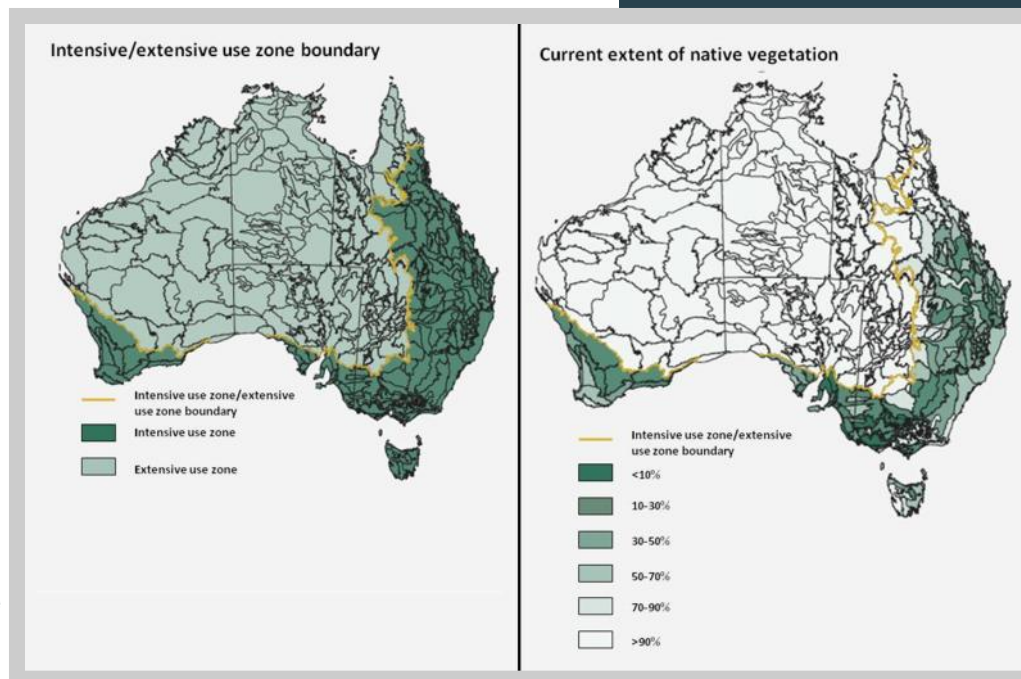 Intensive/extensive use zone boundary
Intensive use zone/extensive
use zone boundary
Intensive use zone
Extensive use zone
Current extent of native vegetation
Intensive use zone/extensive
use zone boundary
<10%
10-30%
30-50%
50-70%
70-90%
>90%